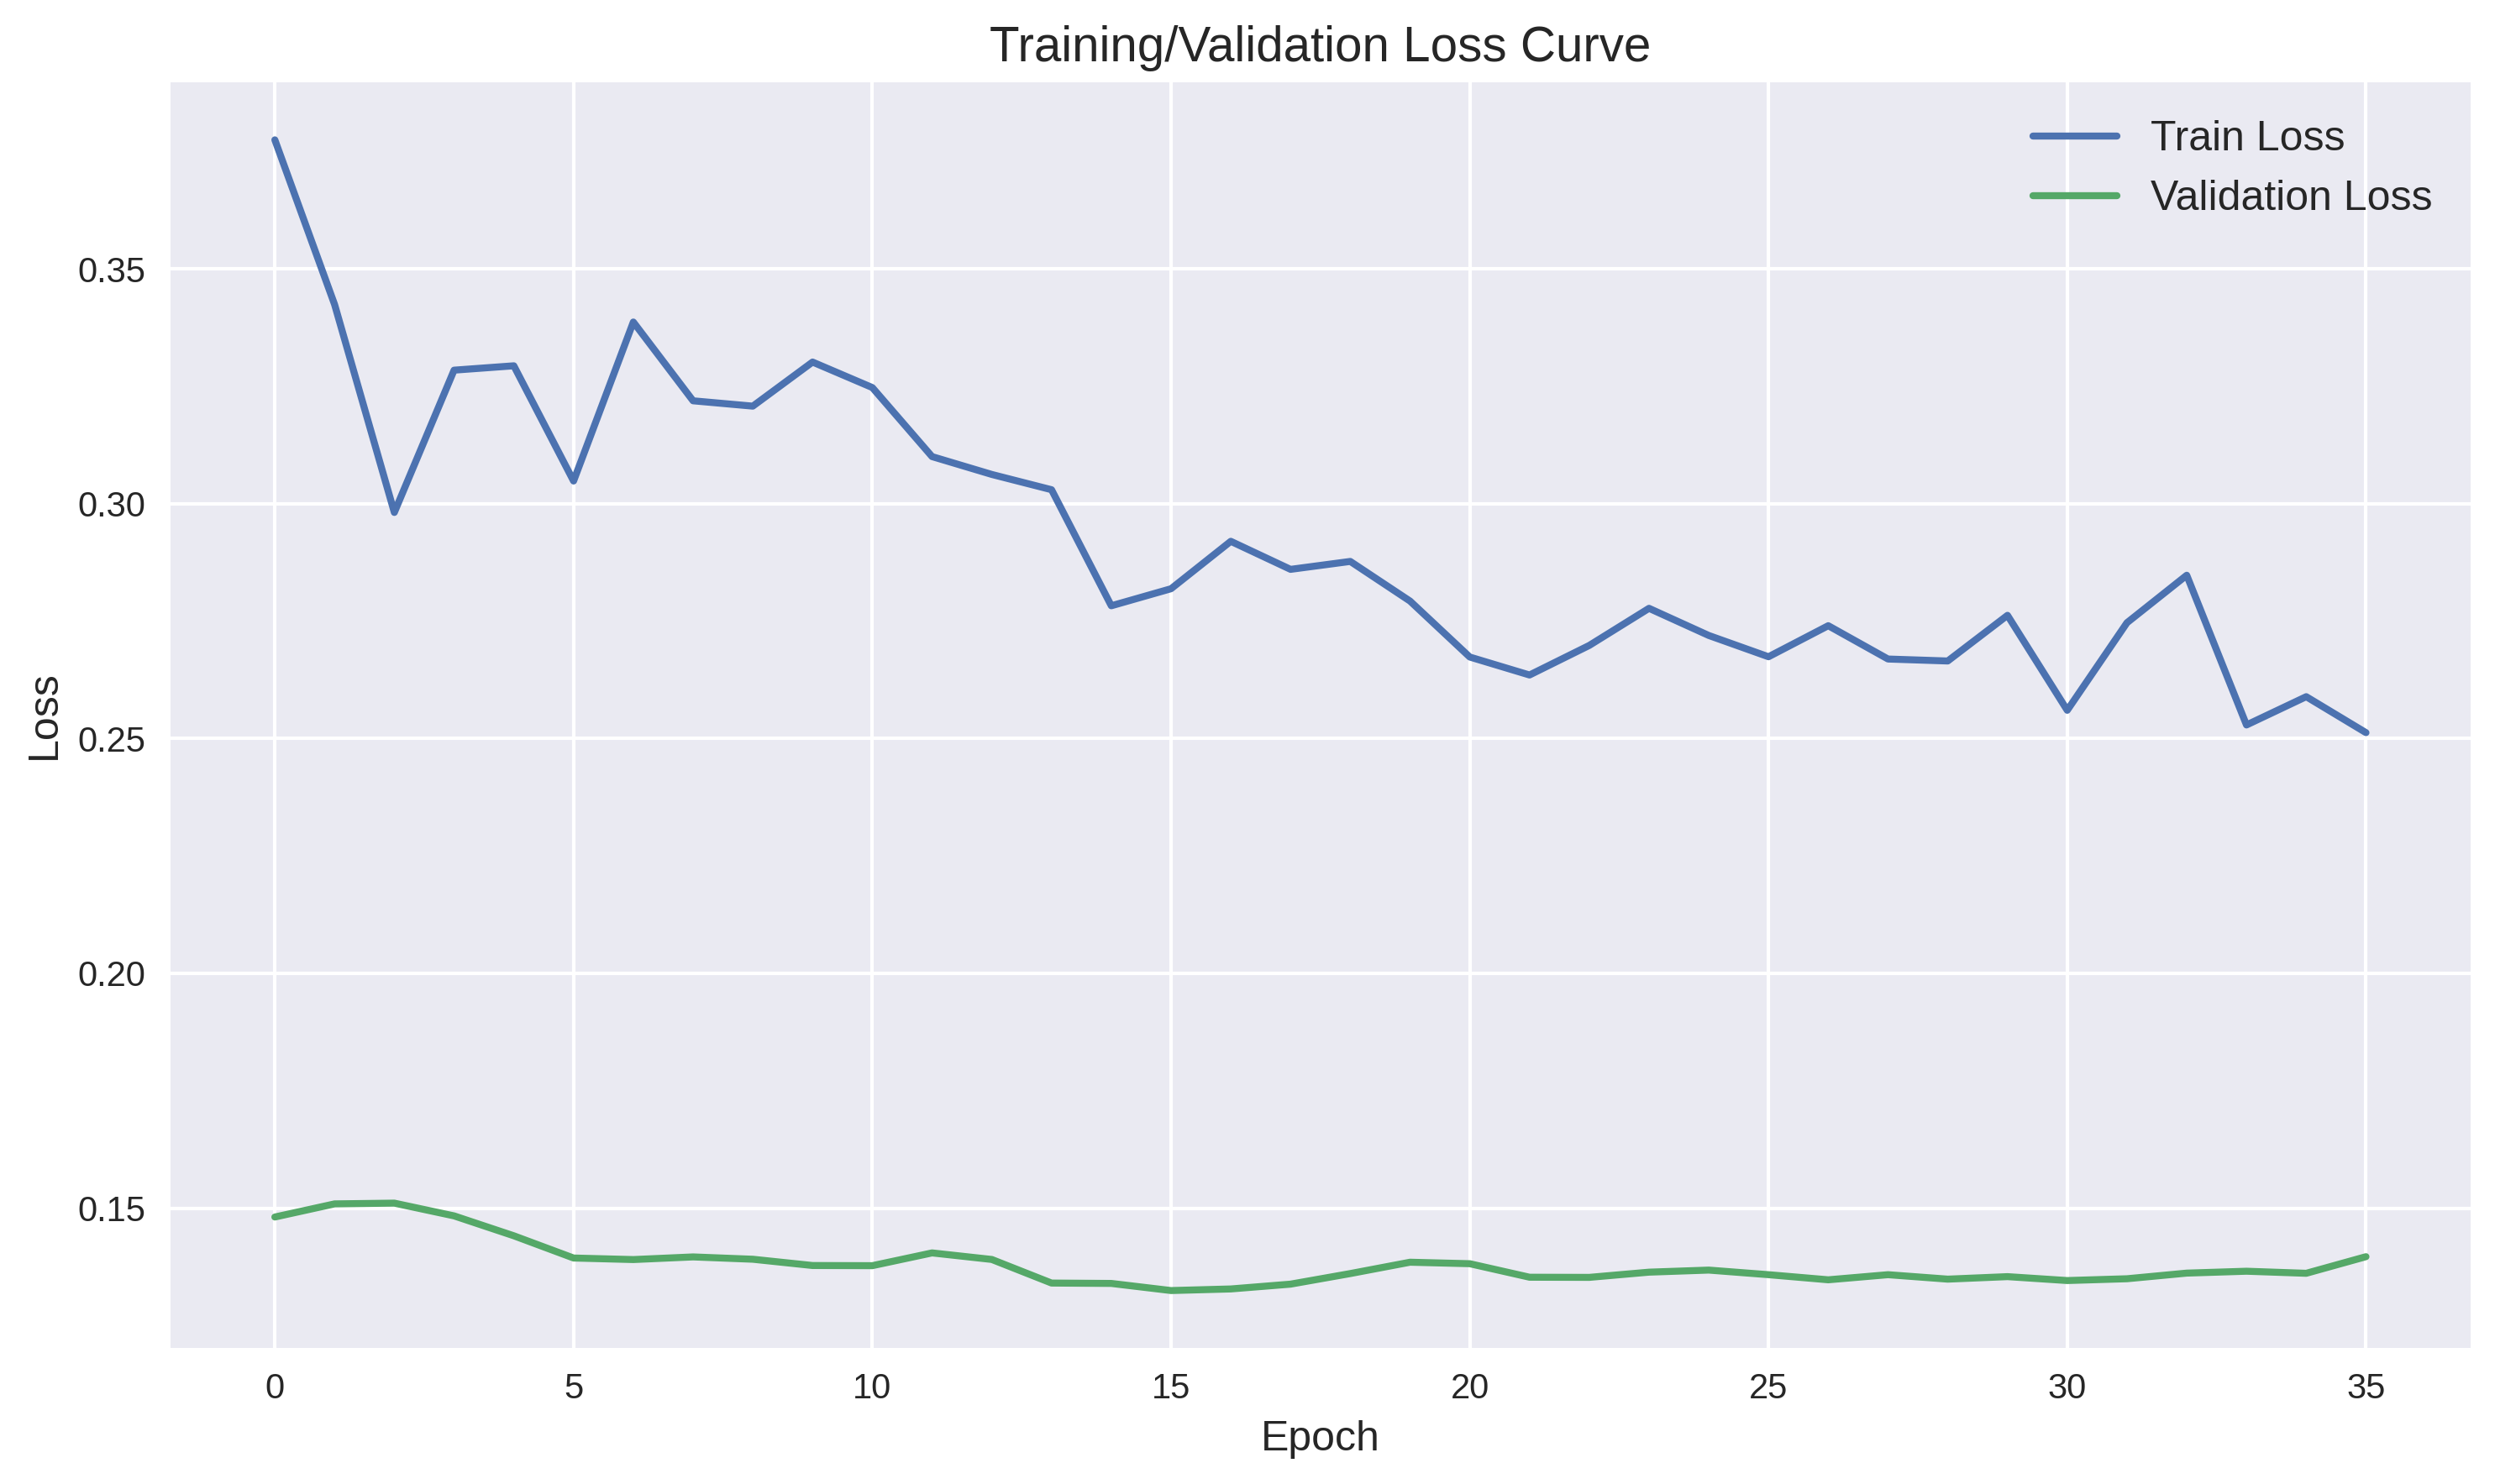 Training/Validation Loss Curve
Train Loss
Validation Loss
0.35
0.30
0.25
0.20
0.15
Loss
0 5 10 15 20 25 30 35
Epoch